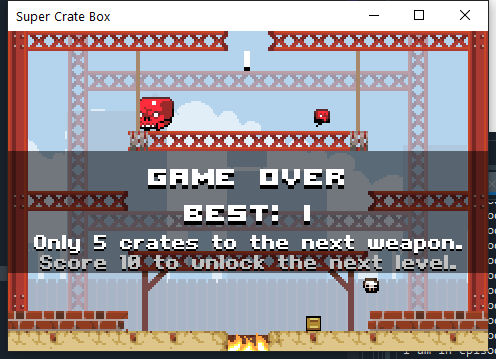 Super Crate Box
1
GAME OVER
BEST: 1
Only 5 crates to the next weapon.
Score 10 to unlock the next level.